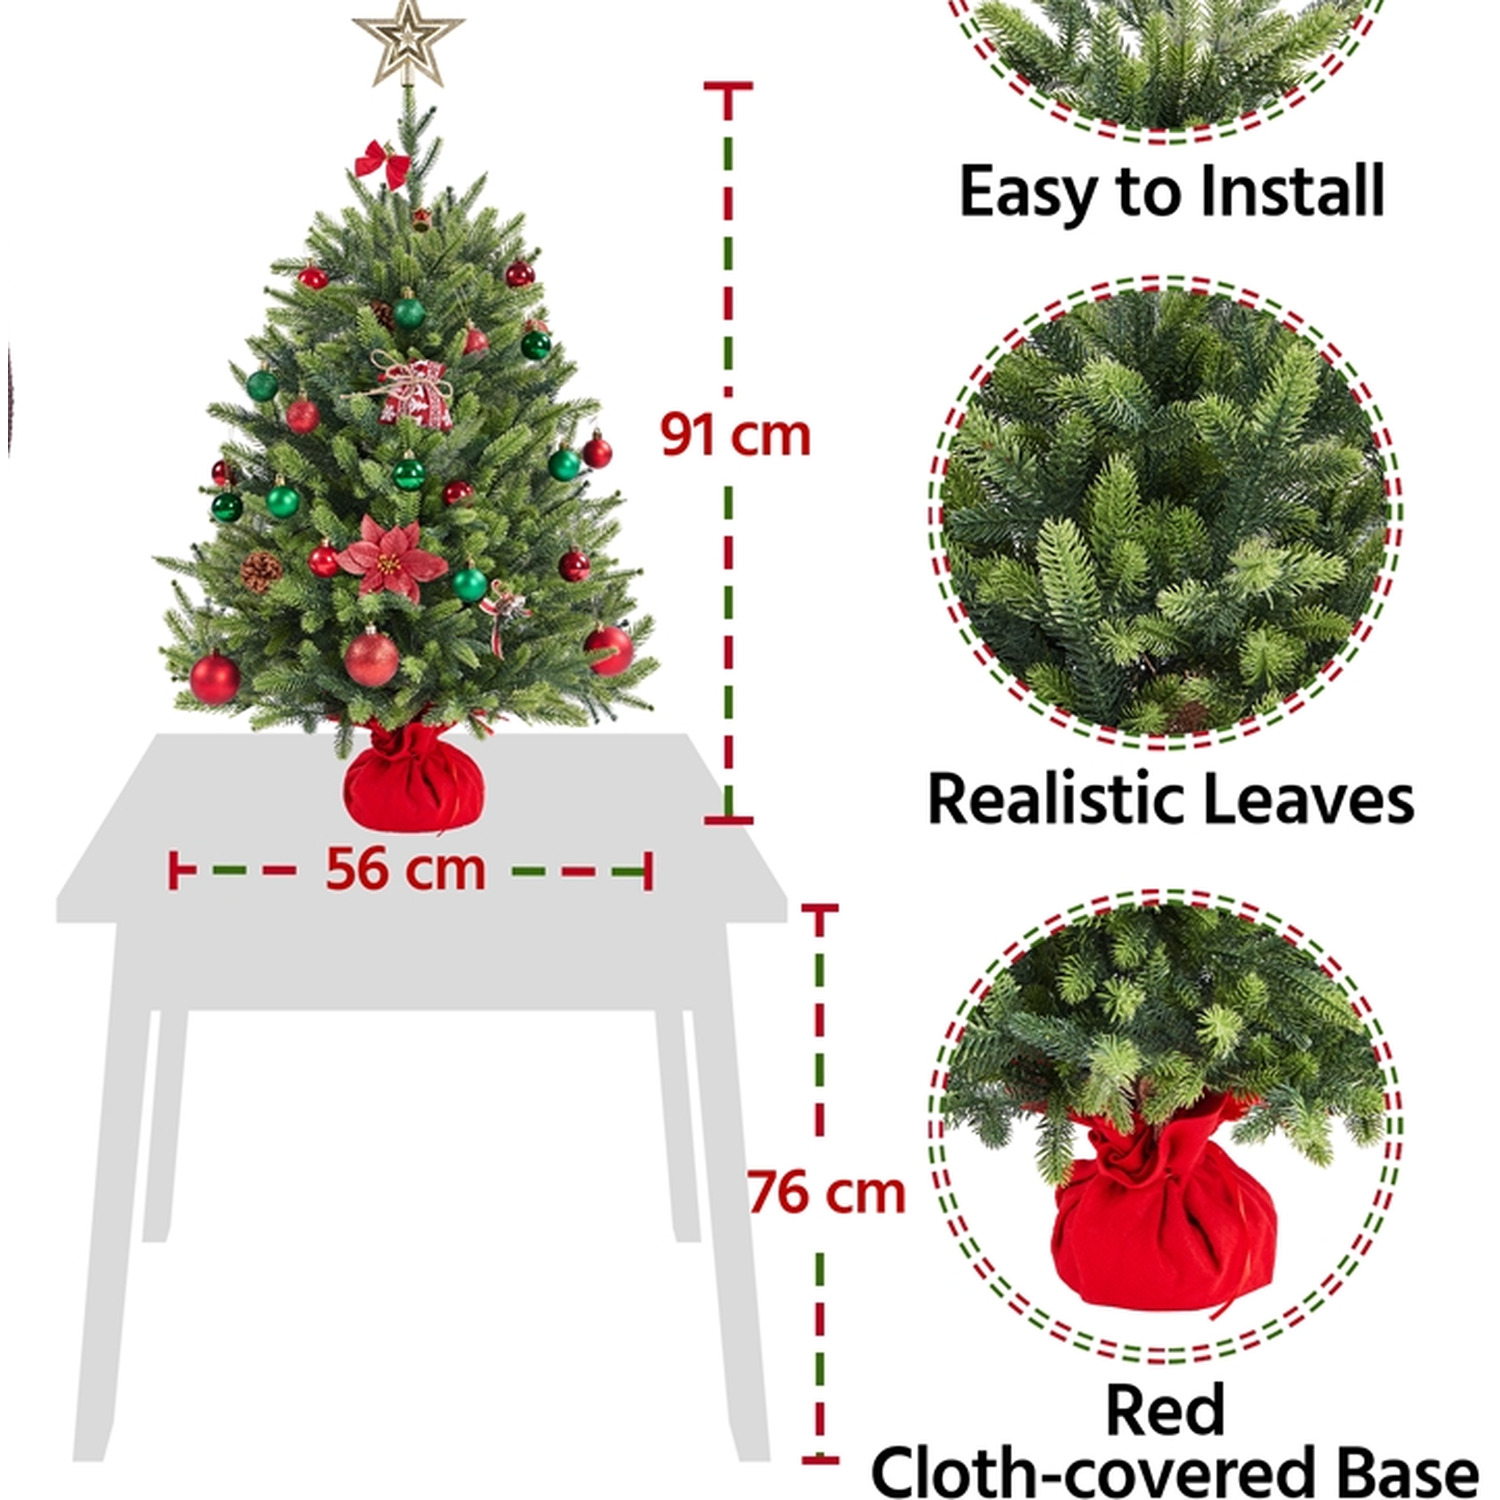 Easy to Install
91 cm
Realistic Leaves
56 cm
76 cm
Red
Cloth-covered Base